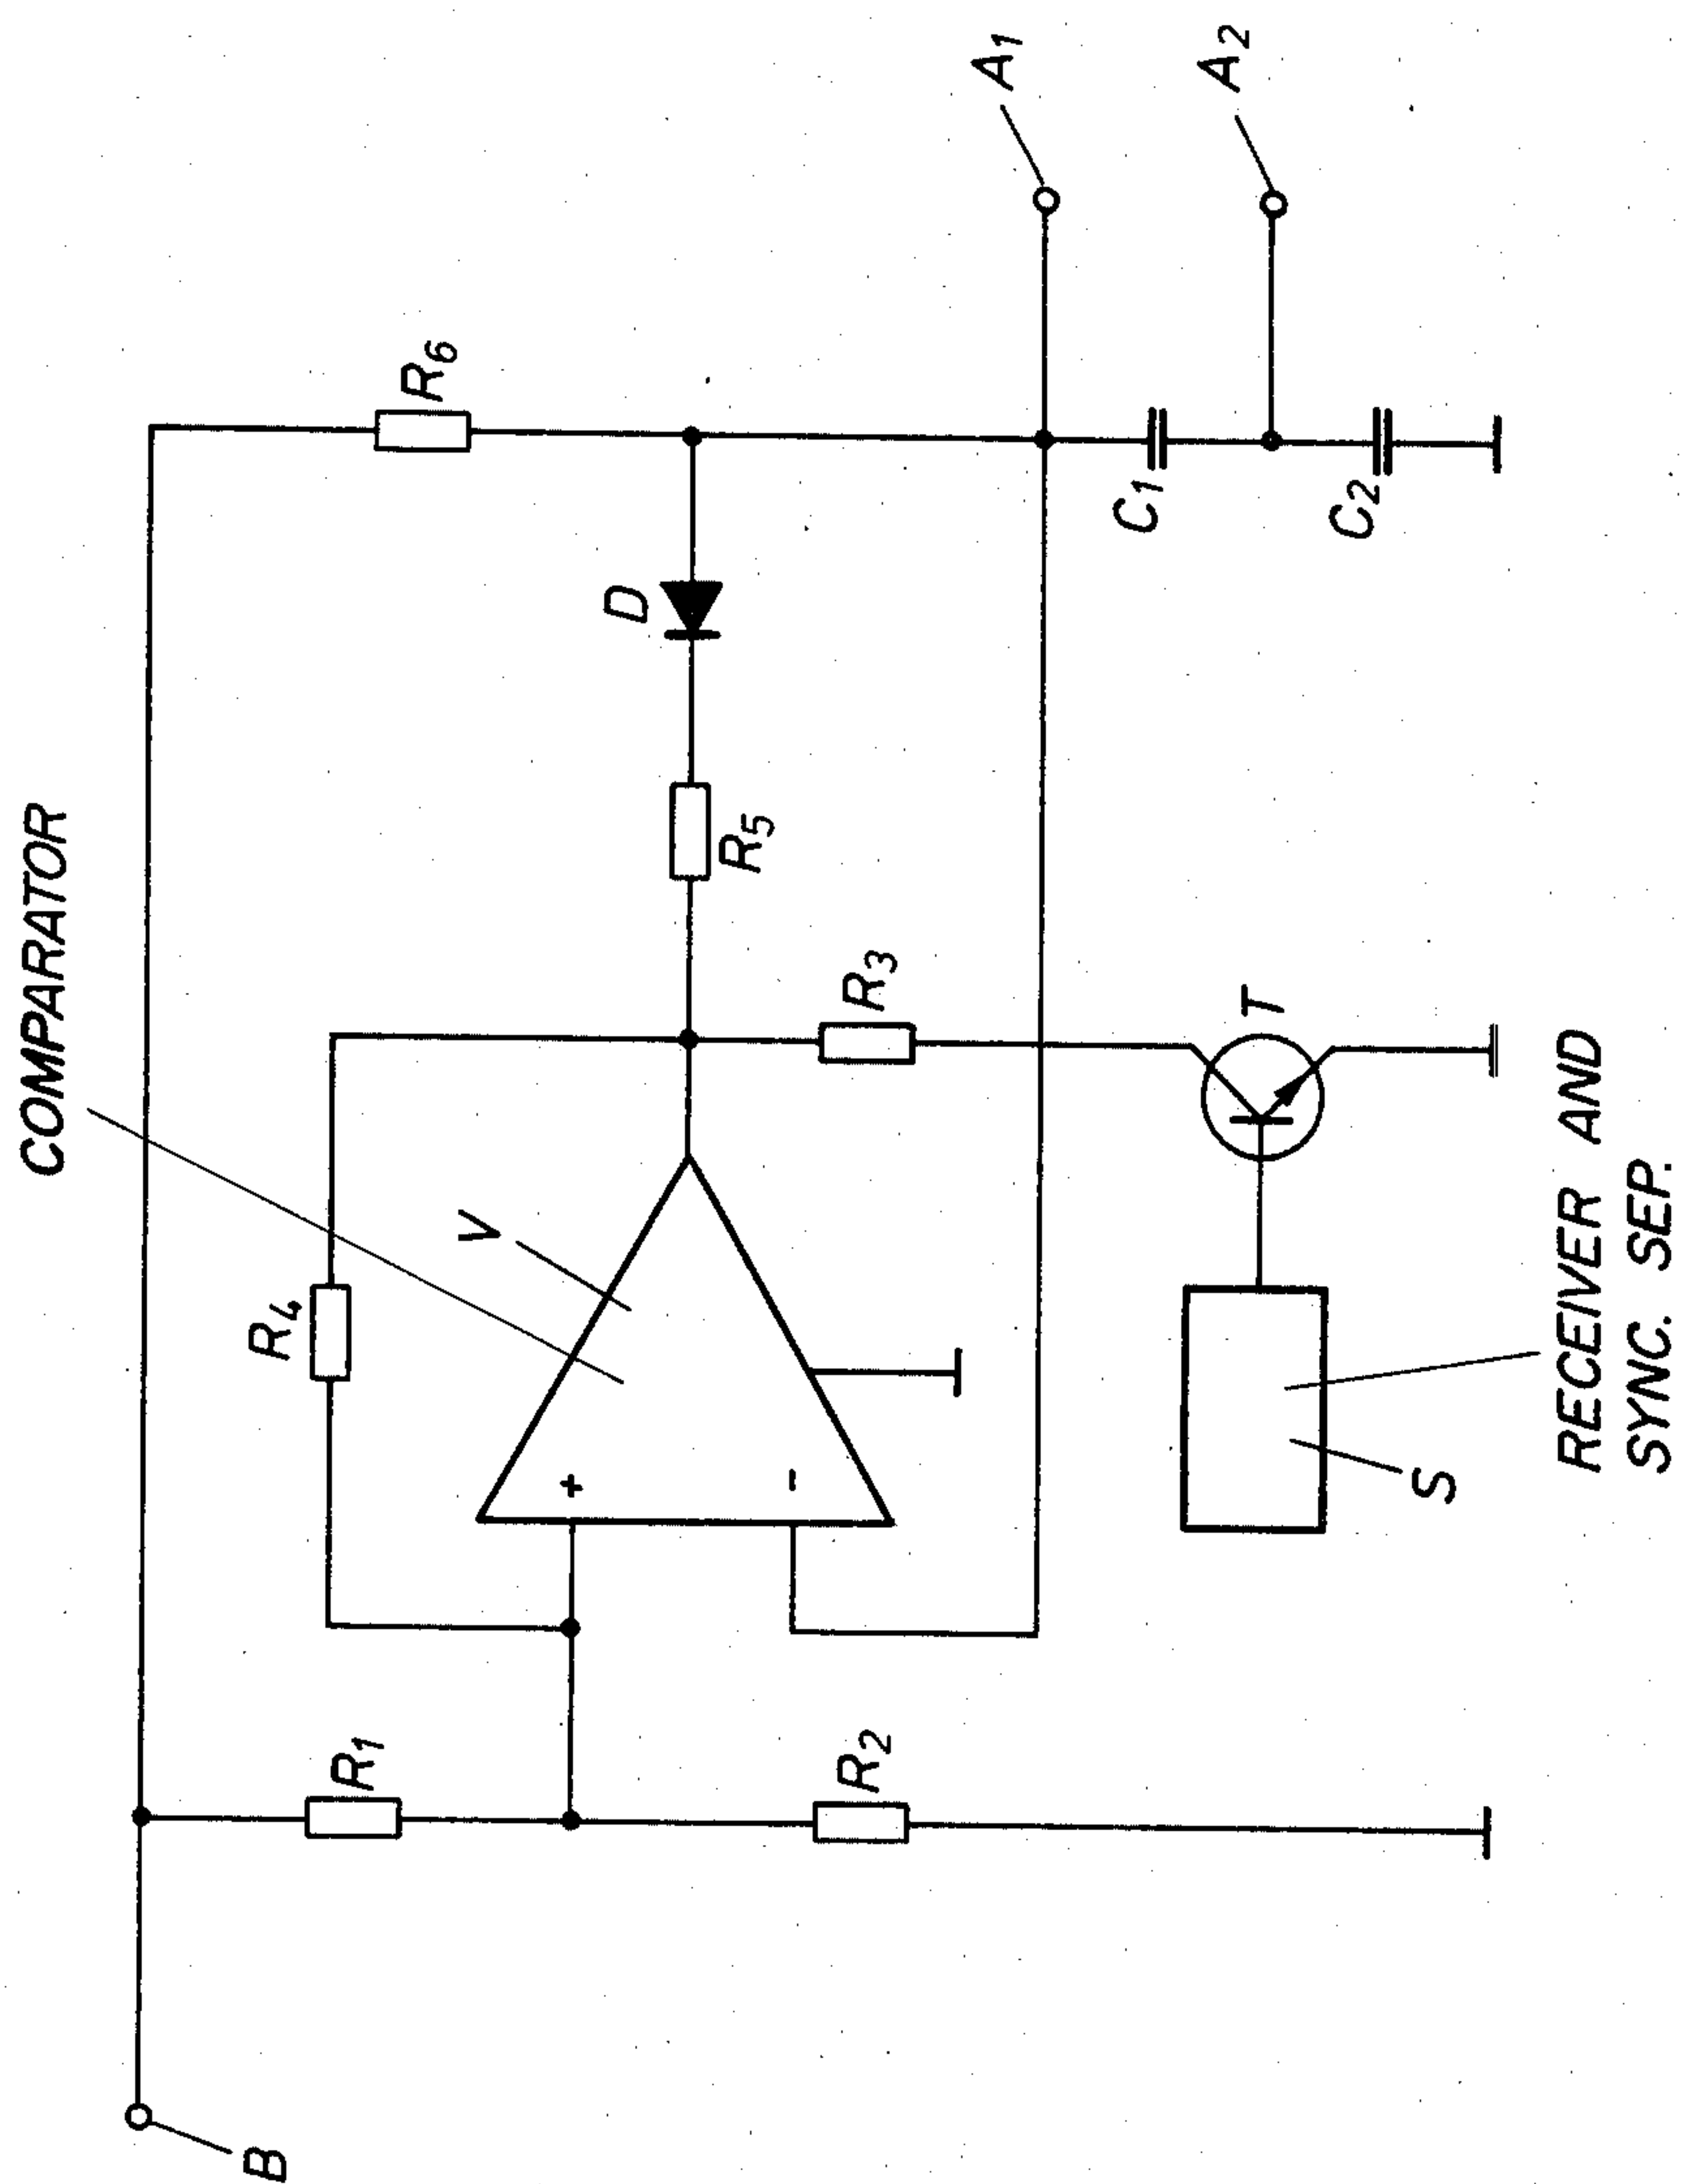 COMPARATOR
B
R1
R2
R4
V
+
-
R3
R5
D
R6
T
S
RECEIVER AND
SYNC. SEP.
C1
C2
A1
A2